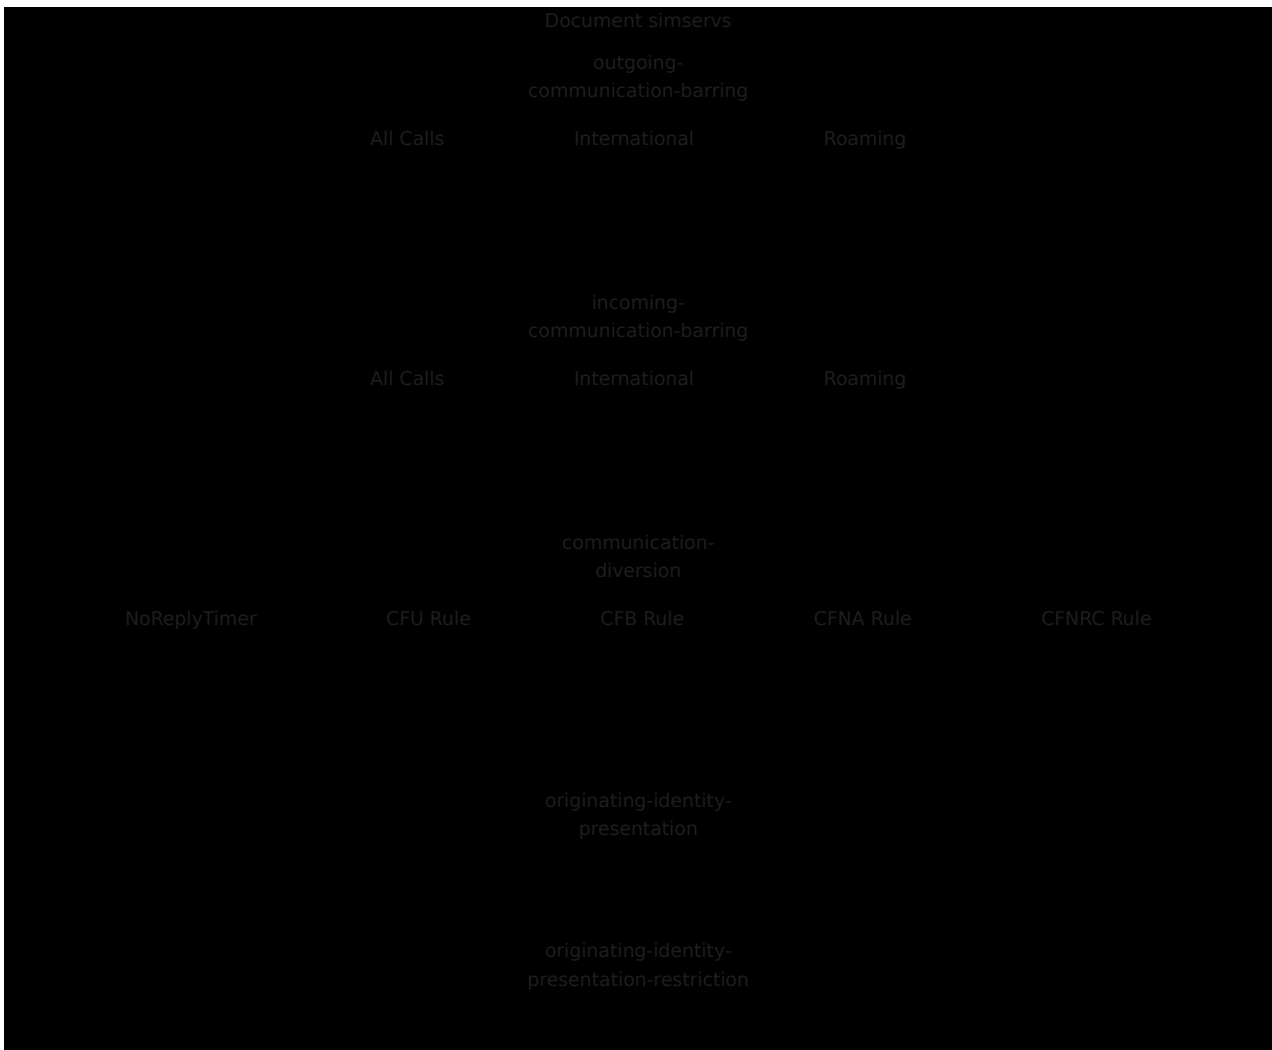 Document simservs
outgoing-
communication-barring
All Calls International Roaming
incoming-
communication-barring
All Calls International Roaming
communication-
diversion
NoReplyTimer CFU Rule CFB Rule CFNA Rule CFNRC Rule
originating-identity-
presentation
originating-identity-
presentation-restriction